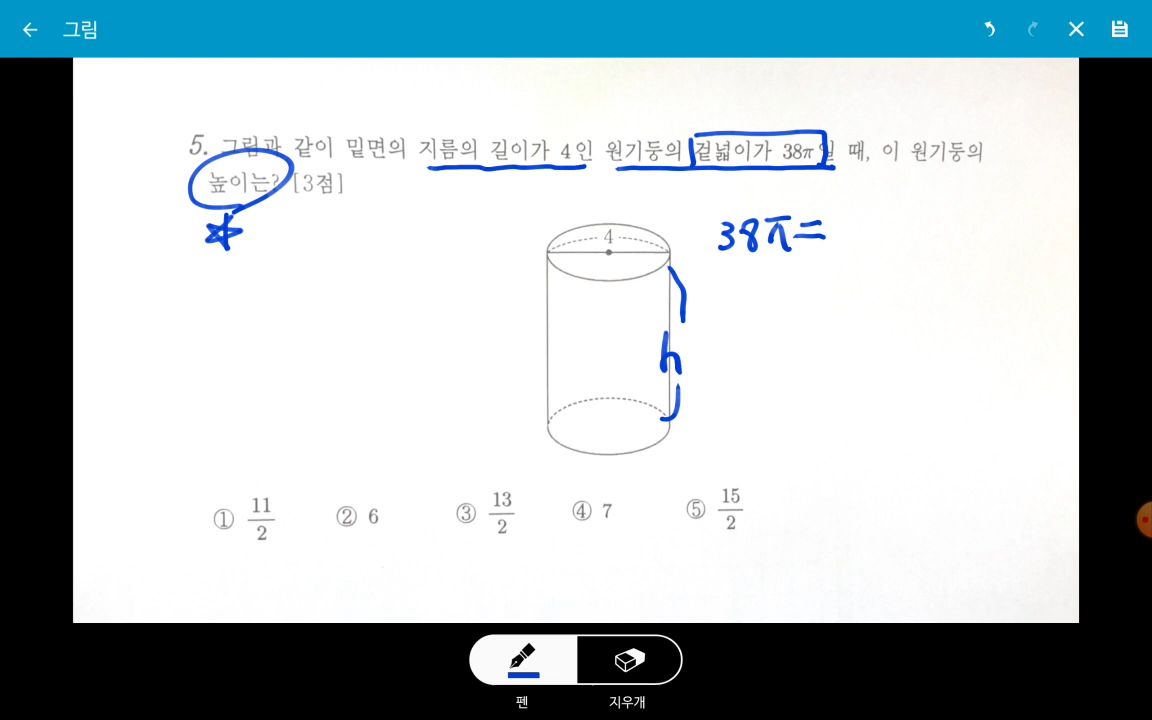 그림
5. 그림과 같이 밑면의 지름의 길이가 4인 원기둥의 겉넓이가 38π일 때, 이 원기둥의
높이는? [3점]
4
38π=
h
① 11/2 ② 6 ③ 13/2 ④ 7 ⑤ 15/2
펜 지우개